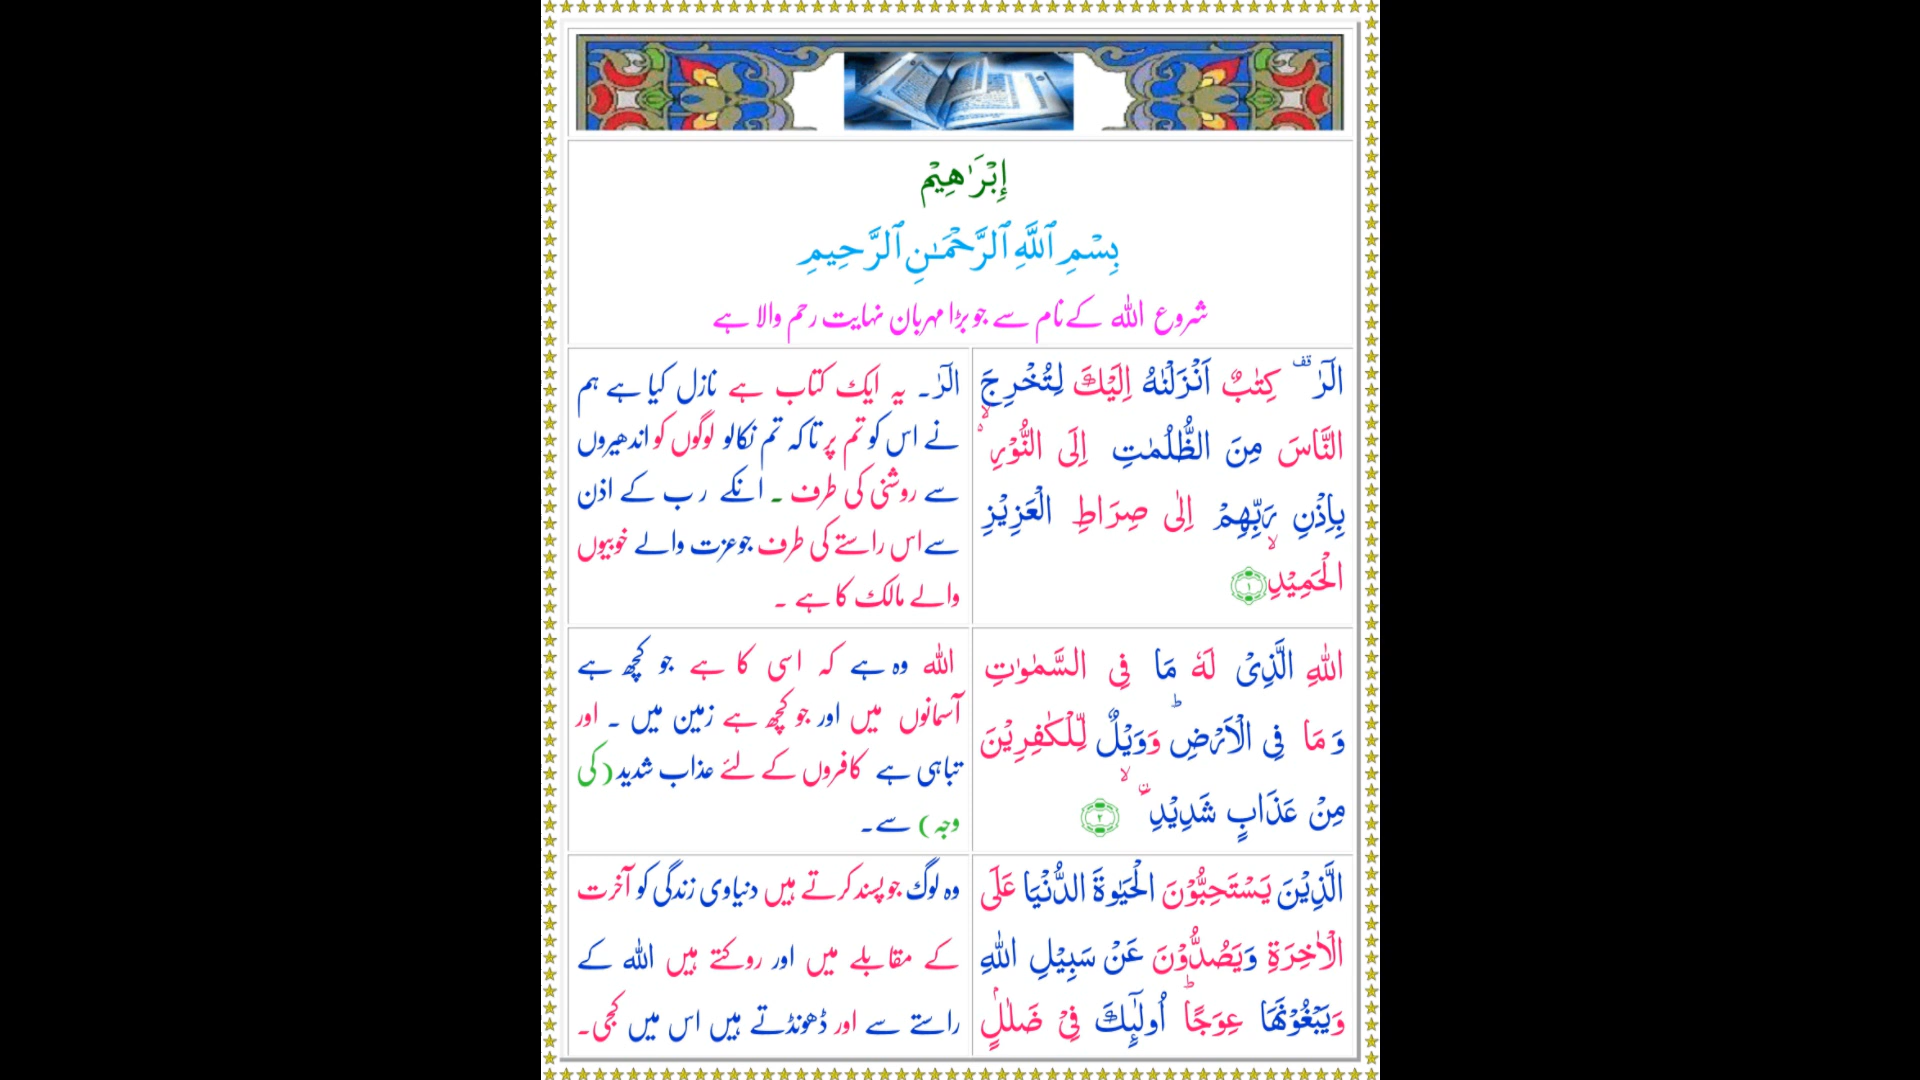 إِبْرَٰهِيْم
بِسْمِ ٱللَّهِ ٱلرَّحْمَـٰنِ ٱلرَّحِيمِ
شروع اللہ کے نام سے جو بڑا مہربان نہایت رحم والا ہے
الٓرٰ ۛقف كِتٰبٌ اَنْزَلْنٰهُ اِلَيْكَ لِتُخْرِجَ
النَّاسَ مِنَ الظُّلُمٰتِ اِلَى النُّوْرِ ۙ۬
بِاِذْنِ رَبِّهِمْ اِلٰى صِرَاطِ الْعَزِيْزِ
الْحَمِيْدِۙ ۱
الٓرٰ۔ یہ ایک کتاب ہے نازل کیا ہے ہم
نے اس کو تم پر تاکہ تم نکالو لوگوں کو اندھیروں
سے روشنی کی طرف ۔ انکے رب کے اذن
سے اس راستے کی طرف جو عزت والے خوبیوں
والے مالک کا ہے ۔
اللّٰهِ الَّذِىْ لَهٗ مَا فِى السَّمٰوٰتِ
وَ مَا فِى الْاَرْضِؕ وَوَيْلٌ لِّلْكٰفِرِيْنَ
مِنْ عَذَابٍ شَدِيْدِ ۙ۟ ۲
اللہ وہ ہے کہ اسی کا ہے جو کچھ ہے
آسمانوں میں اور جو کچھ ہے زمین میں ۔ اور
تباہی ہے کافروں کے لئے عذاب شدید (کی
وجہ ) سے۔
الَّذِيْنَ يَسْتَحِبُّوْنَ الْحَيٰوةَ الدُّنْيَا عَلَى
الْاٰخِرَةِ وَيَصُدُّوْنَ عَنْ سَبِيْلِ اللّٰهِ
وَيَبْغُوْنَهَا عِوَجًاؕ اُولٰٓٮِٕكَ فِىْ ضَلٰلٍۢ
وہ لوگ جو پسند کرتے ہیں دنیاوی زندگی کو آخرت
کے مقابلے میں اور روکتے ہیں اللہ کے
راستے سے اور ڈھونڈتے ہیں اس میں کجی۔